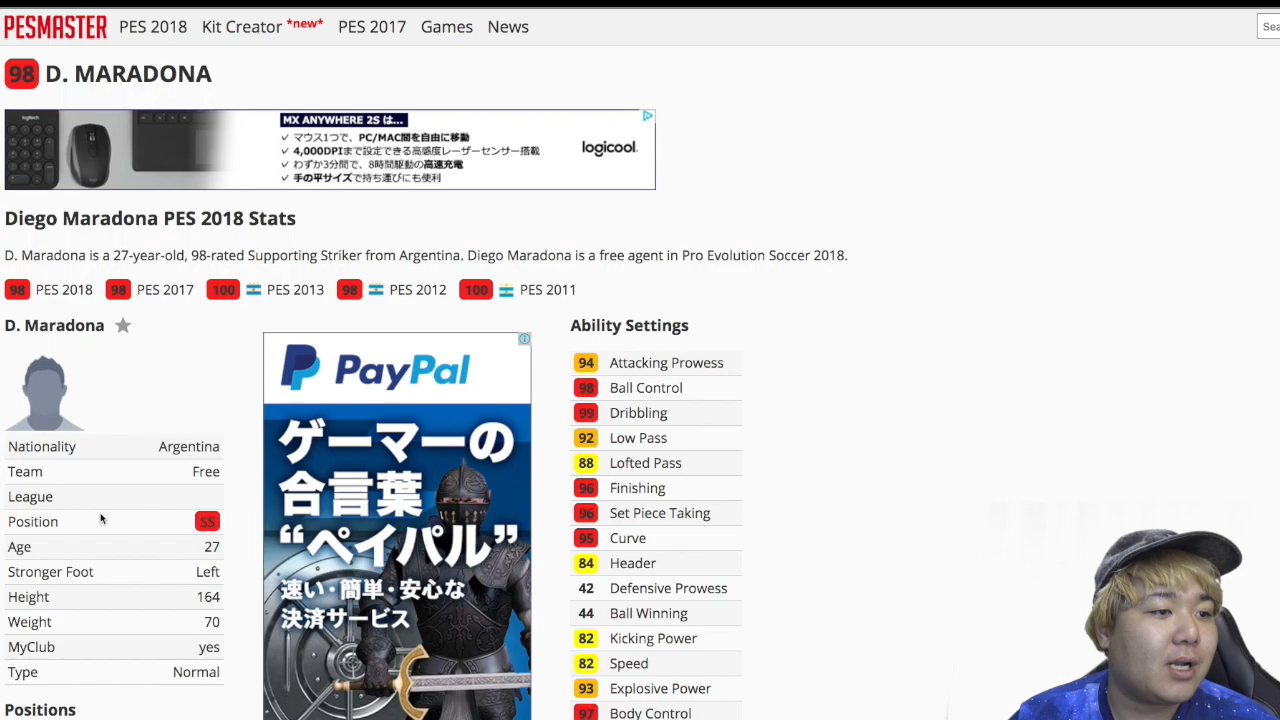 PESMASTER PES 2018 Kit Creator *new* PES 2017 Games News Sea
98 D. MARADONA
logitech
MX ANYWHERE 2S は...
✓ マウス1つで、PC/MAC間を自由に移動
✓ 4,000DPIまで設定できる高感度レーザーセンサー搭載
✓ わずか3分間で、8時間駆動の高速充電
✓ 手の平サイズで持ち運びにも便利
logicool
Diego Maradona PES 2018 Stats
D. Maradona is a 27-year-old, 98-rated Supporting Striker from Argentina. Diego Maradona is a free agent in Pro Evolution Soccer 2018.
98 PES 2018 98 PES 2017 100 PES 2013 98 PES 2012 100 PES 2011
D. Maradona
Nationality Argentina
Team Free
League
Position SS
Age 27
Stronger Foot Left
Height 164
Weight 70
MyClub yes
Type Normal
Positions
PayPal
ゲーマーの
合言葉
“ペイパル”
速い・簡単・安心な
決済サービス
Ability Settings
94 Attacking Prowess
98 Ball Control
99 Dribbling
92 Low Pass
88 Lofted Pass
96 Finishing
96 Set Piece Taking
95 Curve
84 Header
42 Defensive Prowess
44 Ball Winning
82 Kicking Power
82 Speed
93 Explosive Power
97 Body Control